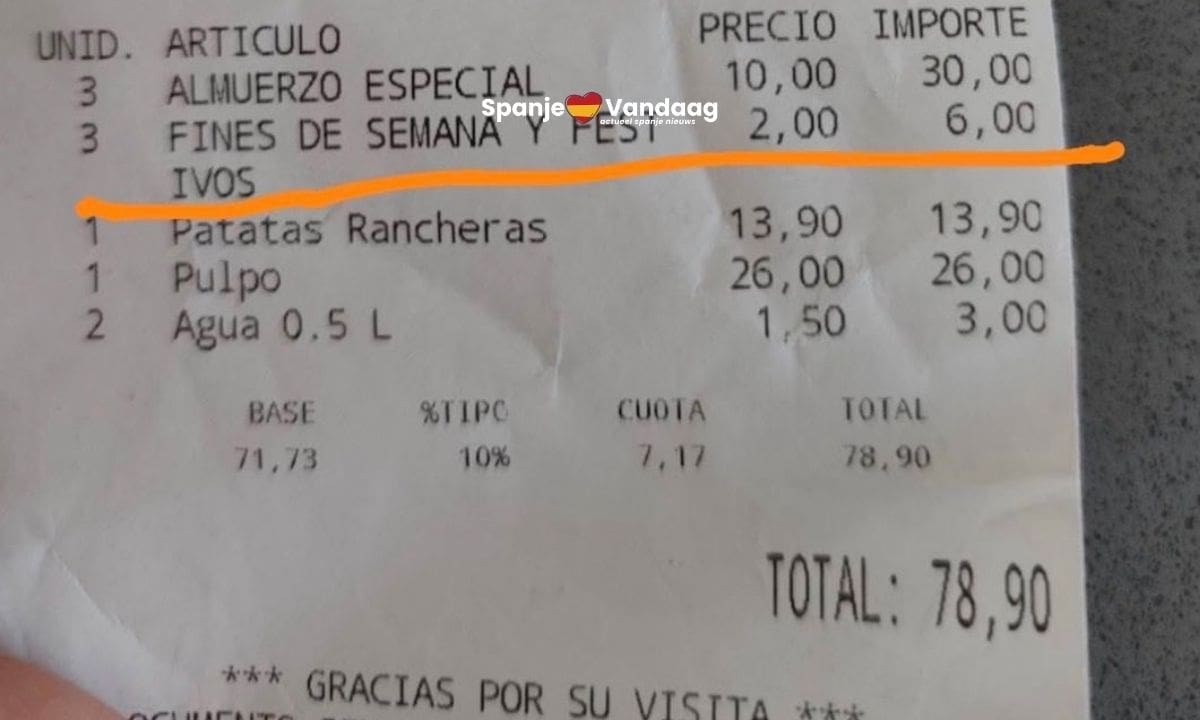 UNID. ARTICULO PRECIO IMPORTE
3 ALMUERZO ESPECIAL 10,00 30,00
Spanje Vandaag
actueel spanje nieuws
3 FINES DE SEMANA Y FEST 2,00 6,00
IVOS
1 Patatas Rancheras 13,90 13,90
1 Pulpo 26,00 26,00
2 Agua 0.5 L 1,50 3,00
BASE %TIPO CUOTA TOTAL
71,73 10% 7,17 78,90
TOTAL: 78,90
*** GRACIAS POR SU VISITA ***